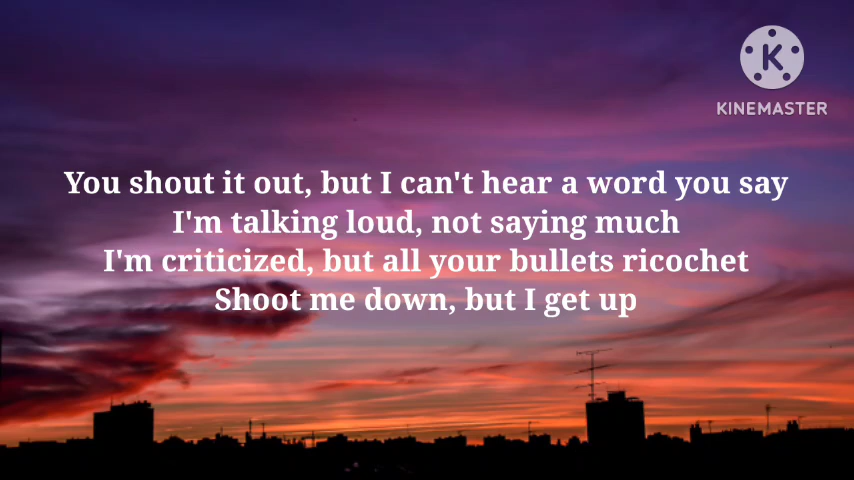 KINEMASTER
You shout it out, but I can't hear a word you say
I'm talking loud, not saying much
I'm criticized, but all your bullets ricochet
Shoot me down, but I get up